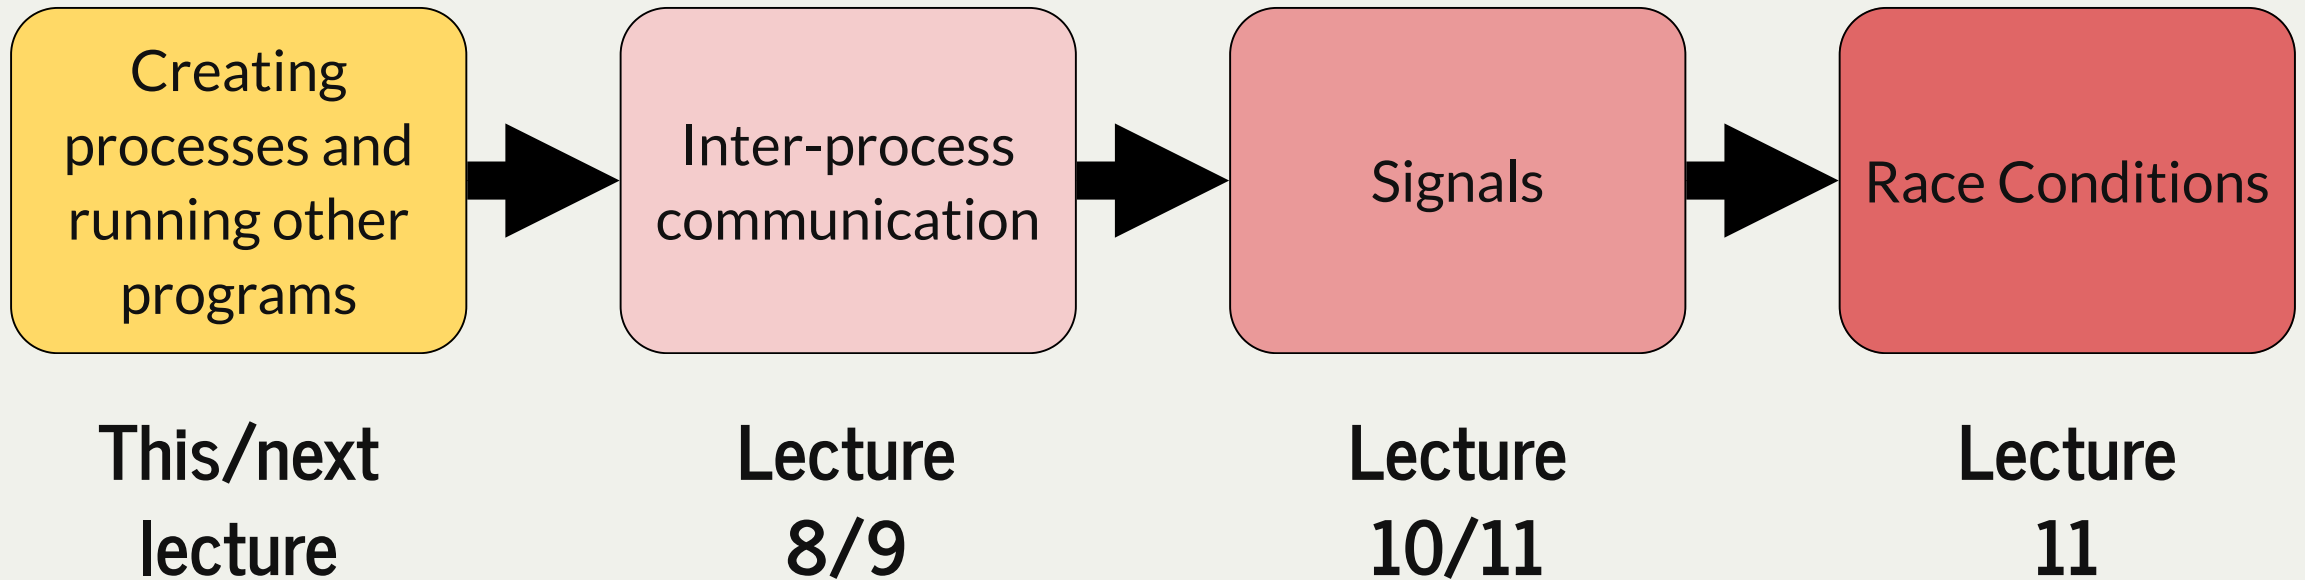 Creating
processes and
running other
programs
Inter-process
communication
Signals
Race Conditions
This/next
lecture
Lecture
8/9
Lecture
10/11
Lecture
11